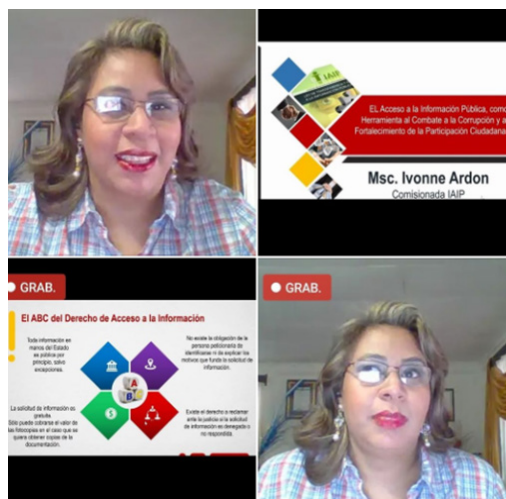 IAIP
EL Acceso a la Información Pública, como
Herramienta al Combate a la Corrupción y a
Fortalecimiento de la Participación Ciudadana
Msc. Ivonne Ardon
Comisionada IAIP
GRAB.
El ABC del Derecho de Acceso a la Información
Toda información en
manos del Estado
es pública por
principio, salvo
excepciones.
No existe la obligación de la
persona peticionaria de
identificarse ni de explicar los
motivos que funda la solicitud de
información.
La solicitud de información es
gratuita.
Sólo puede cobrarse el valor de
las fotocopias en el caso que se
quiera obtener copias de la
documentación.
Existe el derecho a reclamar
ante la justicia si la solicitud
de información es denegada o
no respondida.
GRAB.